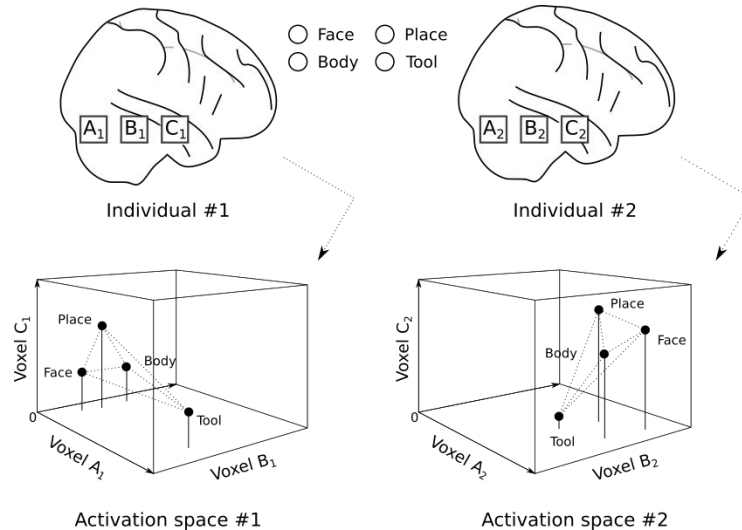 Face
Place
Body
Tool
A1
B1
C1
A2
B2
C2
Individual #1
Individual #2
Voxel C1
Place
Face
Body
Tool
0
Voxel A1
Voxel B1
Activation space #1
Voxel C2
Place
Face
Body
Tool
0
Voxel A2
Voxel B2
Activation space #2